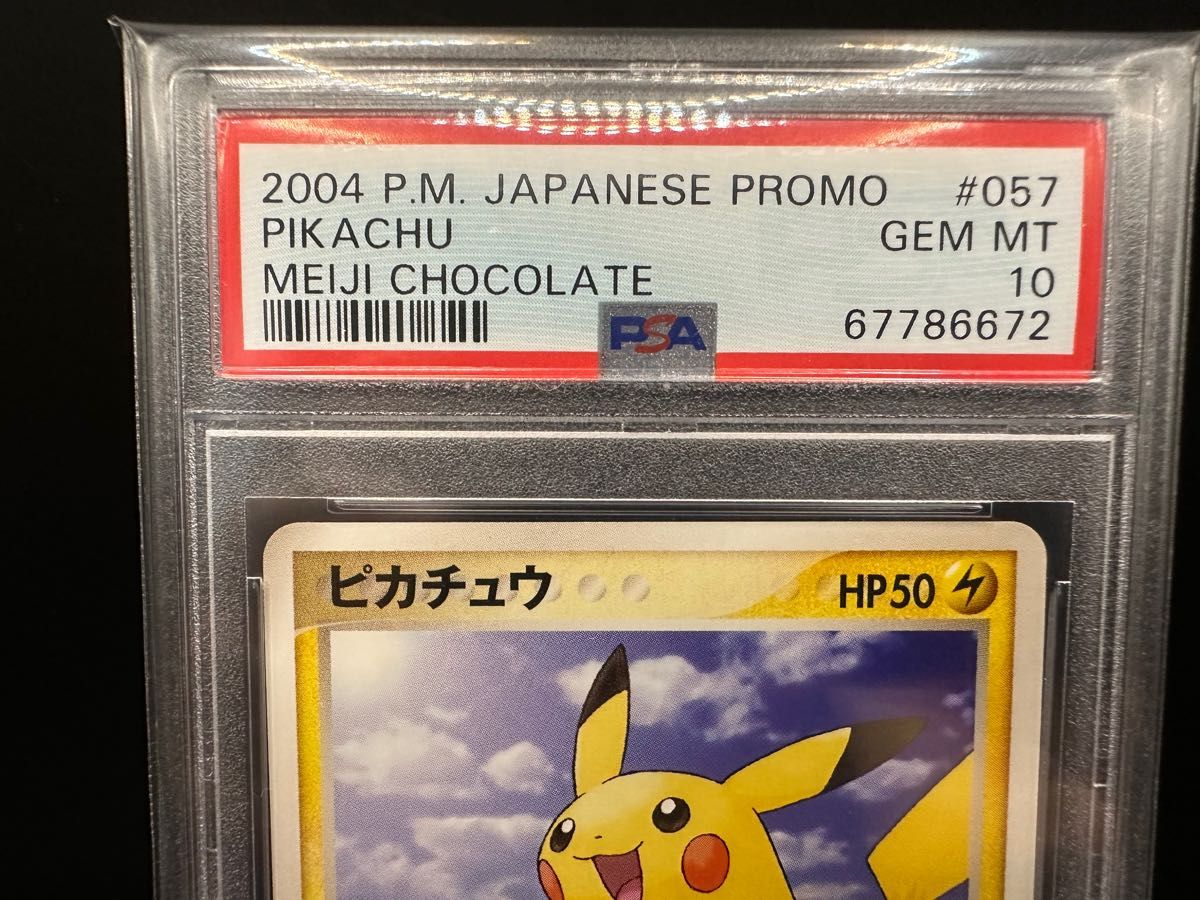 2004 P.M. JAPANESE PROMO #057
PIKACHU GEM MT
MEIJI CHOCOLATE 10
PSA 67786672
ピカチュウ HP50